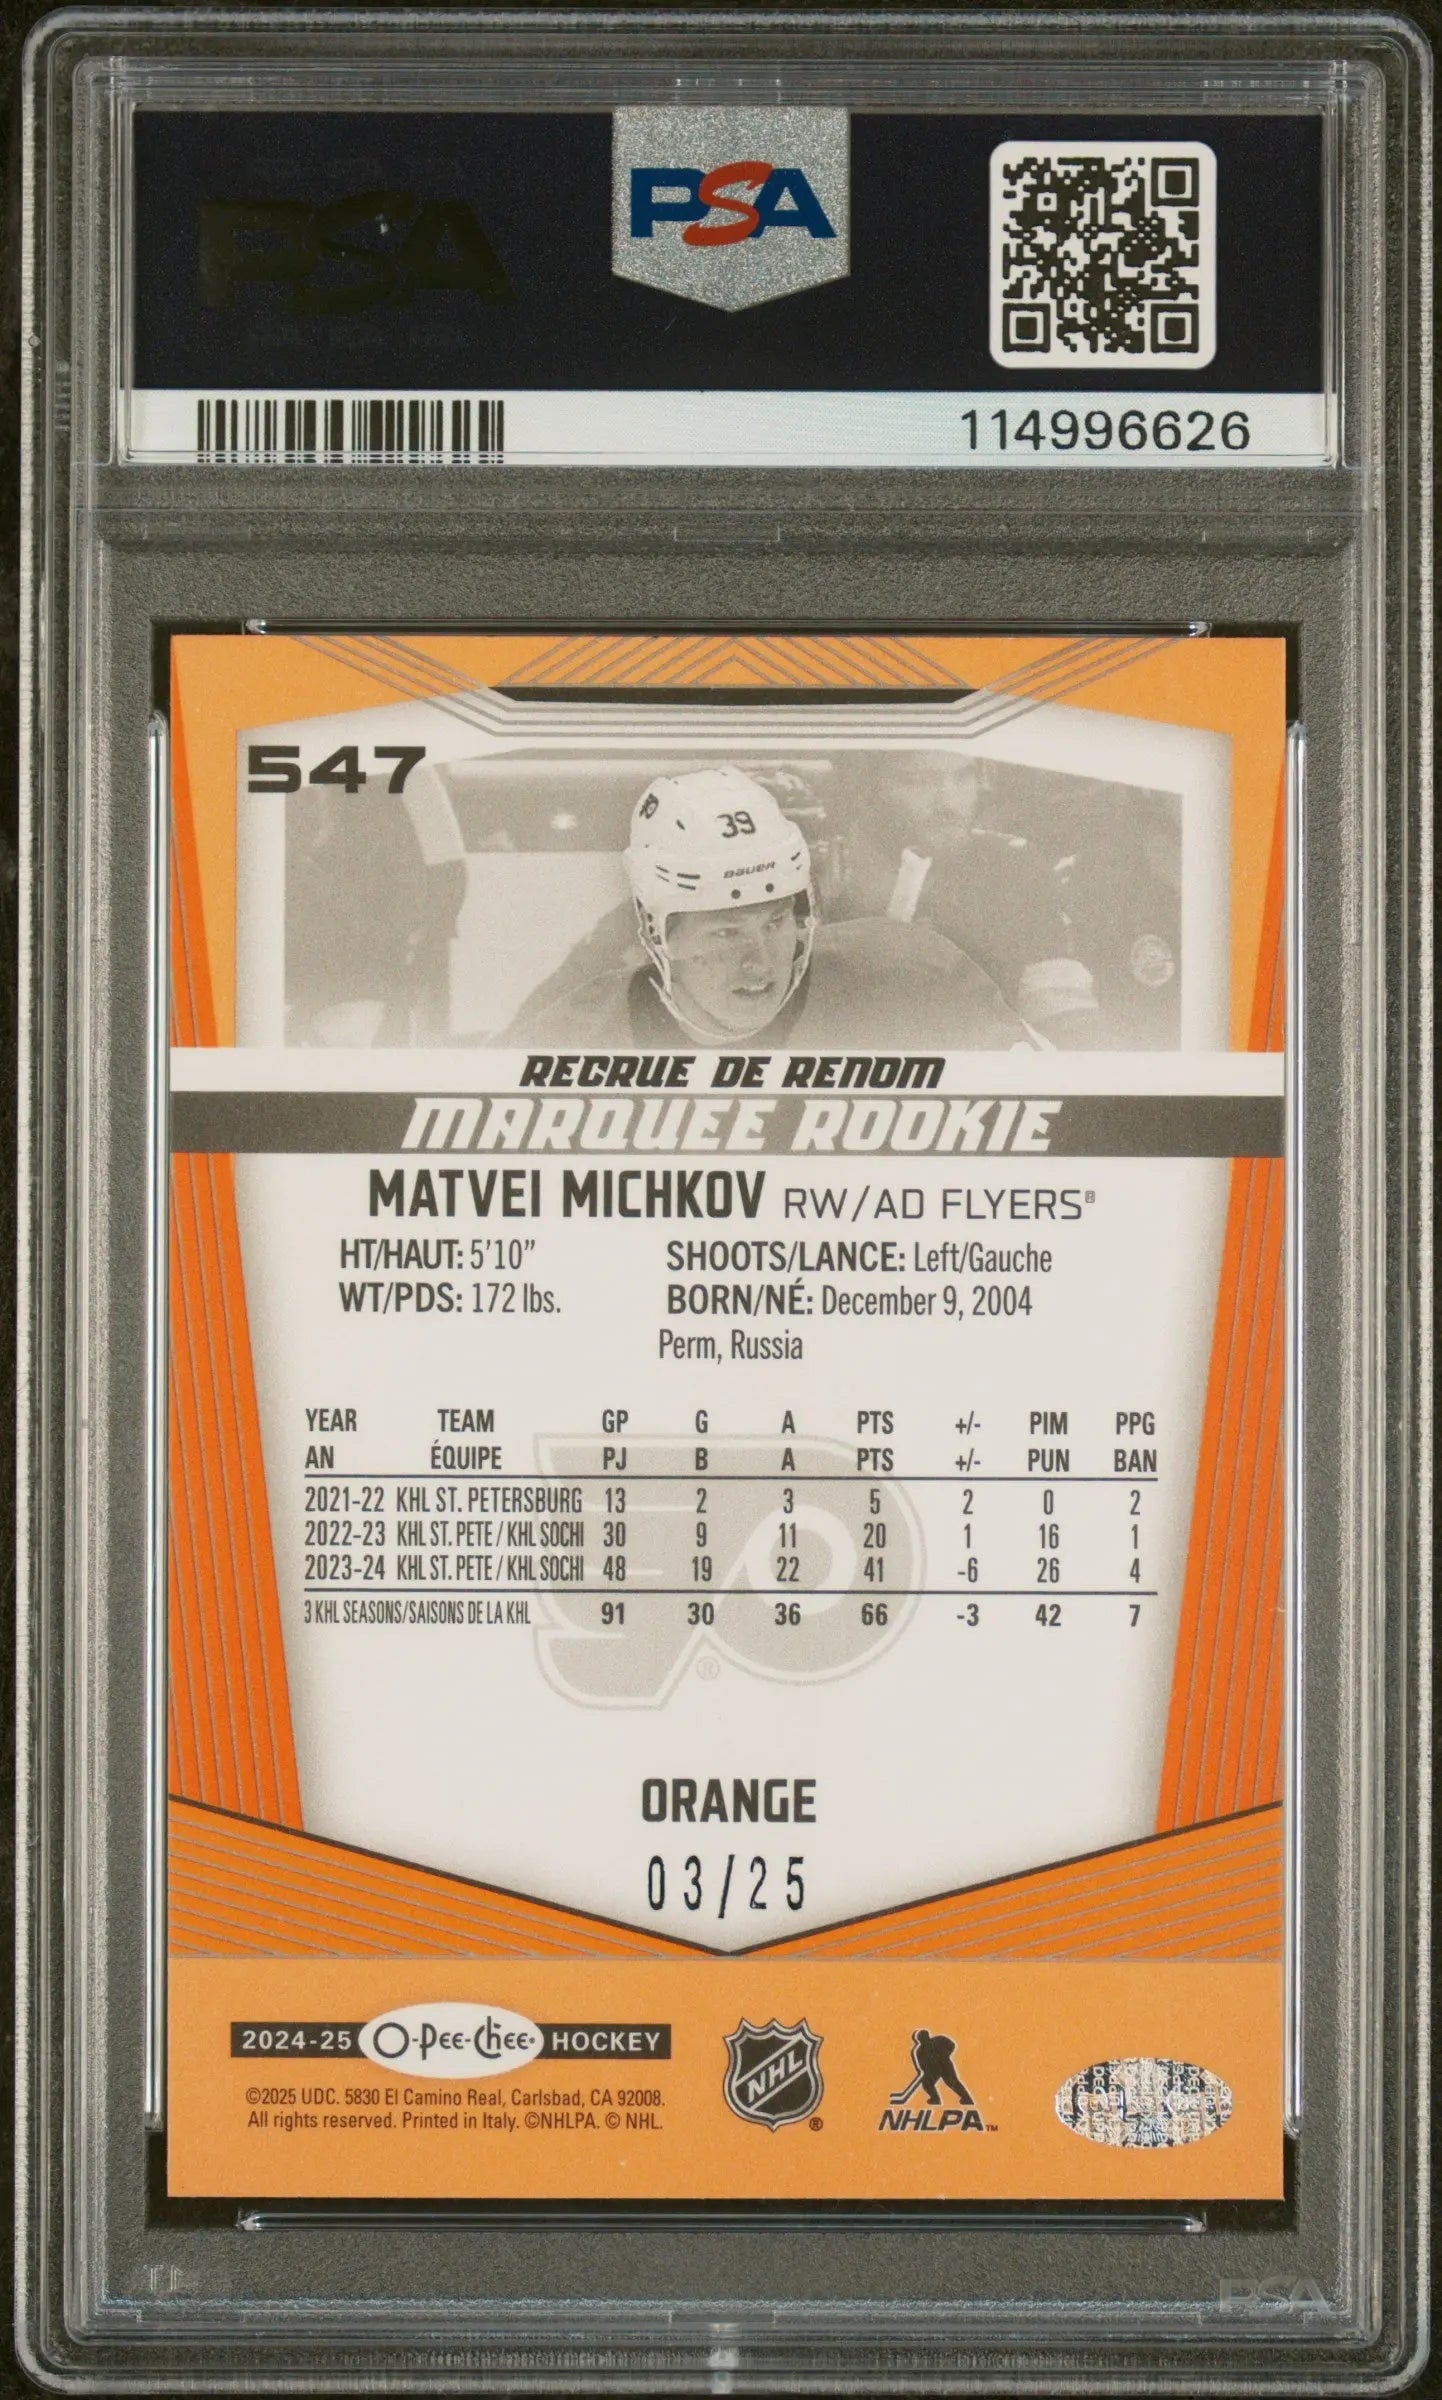 PSA
PSA
114996626
547
39
BAUER
RECRUE DE RENOM
MARQUEE ROOKIE
MATVEI MICHKOV RW/AD FLYERS®
HT/HAUT: 5'10" SHOOTS/LANCE: Left/Gauche
WT/PDS: 172 lbs. BORN/NÉ: December 9, 2004
Perm, Russia
YEAR TEAM GP G A PTS +/- PIM PPG
AN ÉQUIPE PJ B A PTS +/- PUN BAN
2021-22 KHL ST. PETERSBURG 13 2 3 5 2 0 2
2022-23 KHL ST. PETE / KHL SOCHI 30 9 11 20 1 16 1
2023-24 KHL ST. PETE / KHL SOCHI 48 19 22 41 -6 26 4
3 KHL SEASONS/SAISONS DE LA KHL 91 30 36 66 -3 42 7
®
ORANGE
03/25
2024-25 O-Pee-Chee® HOCKEY
©2025 UDC. 5830 El Camino Real, Carlsbad, CA 92008.
All rights reserved. Printed in Italy. ©NHLPA. © NHL.
NHL ®
NHLPA™
PSA